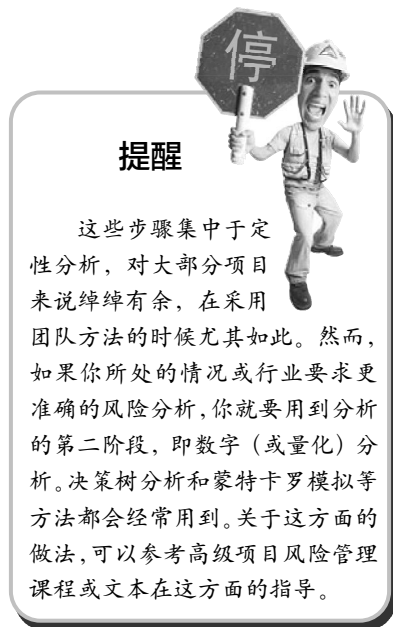 停
提醒
这些步骤集中于定
性分析，对大部分项目
来说绰绰有余，在采用
团队方法的时候尤其如此。然而，
如果你所处的情况或行业要求更
准确的风险分析，你就要用到分析
的第二阶段，即数字（或量化）分
析。决策树分析和蒙特卡罗模拟等
方法都会经常用到。关于这方面的
做法，可以参考高级项目风险管理
课程或文本在这方面的指导。